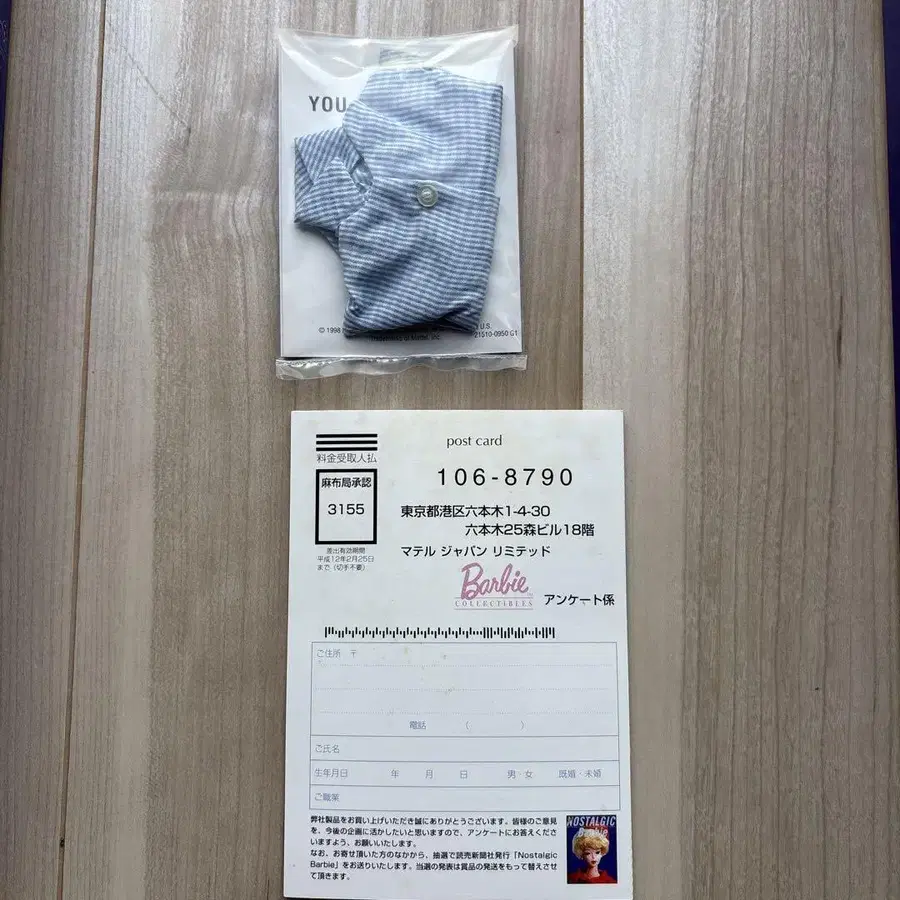 YOU
© 1998
U.S.
Trademark of Mattel, Inc.
21510-0950 G1
post card
料金受取人払
106-8790
麻布局承認
3155
東京都港区六本木1-4-30
六本木25森ビル18階
マテル ジャパン リミテッド
差出有効期間
平成12年2月25日
まで(切手不要)
Barbie
COLLECTIBLES
アンケート係
ご住所 〒
電話 ( )
ご氏名
生年月日 年 月 日 男・女 既婚・未婚
ご職業
弊社製品をお買い上げいただき誠にありがとうございます。皆様のご意見
を、今後の企画に活かしたいと思いますので、アンケートにお答えくださ
いますよう、お願いいたします。
なお、お寄せ頂いた方のなかから、抽選で読売新聞社発行「Nostalgic
Barbie」をお送りいたします。当選の発表は賞品の発送をもって替えさせ
て頂きます。
NOSTALGIC
Barbie